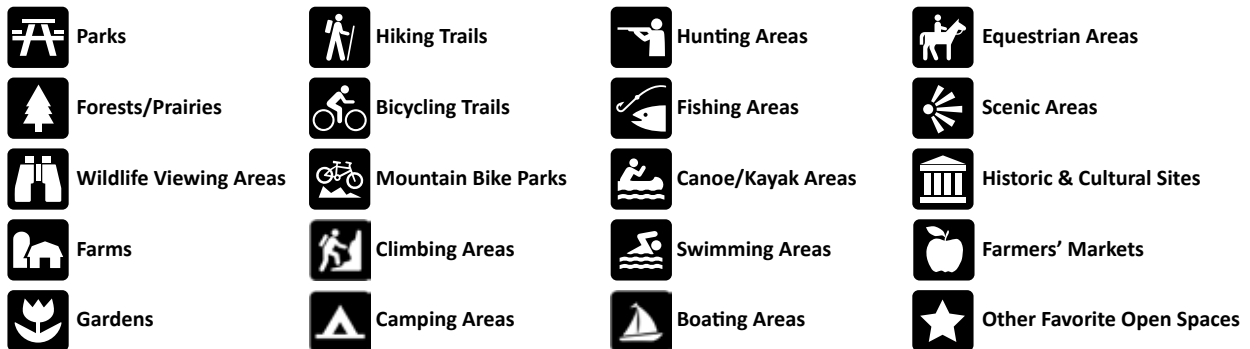 Parks
Hiking Trails
Hunting Areas
Equestrian Areas
Forests/Prairies
Bicycling Trails
Fishing Areas
Scenic Areas
Wildlife Viewing Areas
Mountain Bike Parks
Canoe/Kayak Areas
Historic & Cultural Sites
Farms
Climbing Areas
Swimming Areas
Farmers’ Markets
Gardens
Camping Areas
Boating Areas
Other Favorite Open Spaces